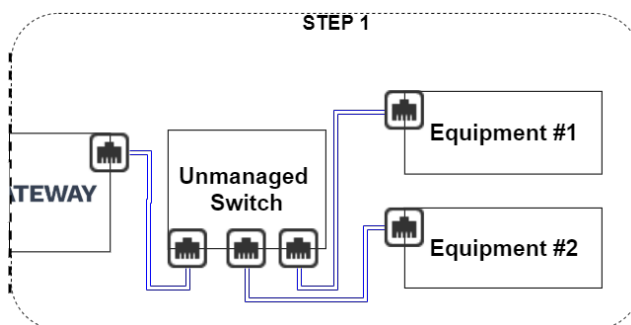 STEP 1
ATEWAY
Unmanaged
Switch
Equipment #1
Equipment #2